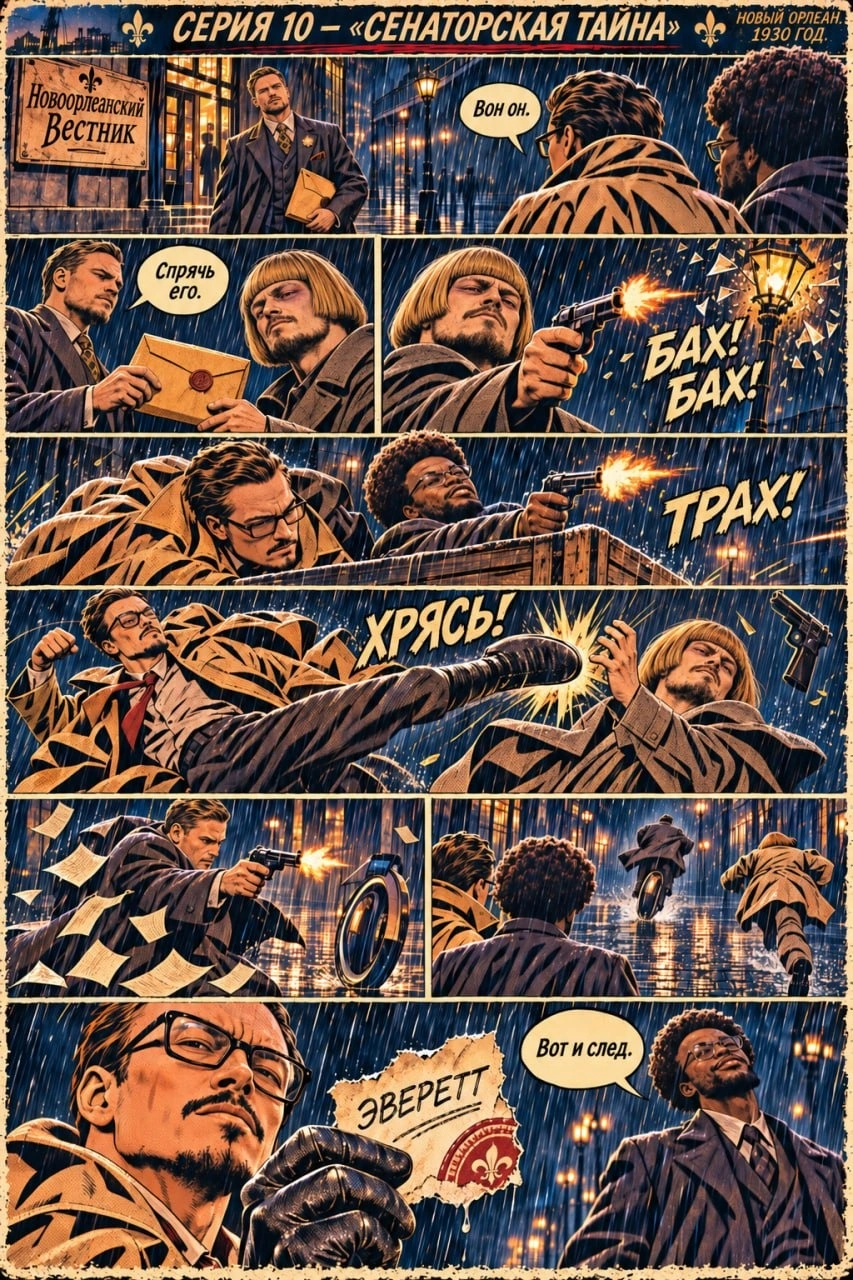 СЕРИЯ 10 – «СЕНАТОРСКАЯ ТАЙНА»
НОВЫЙ ОРЛЕАН.
1930 ГОД.
Новоорлеанский
Вестник
Вон он.
Спрячь
его.
БАХ!
БАХ!
ТРАХ!
ХРЯСЬ!
ЭВЕРЕТТ
Вот и след.